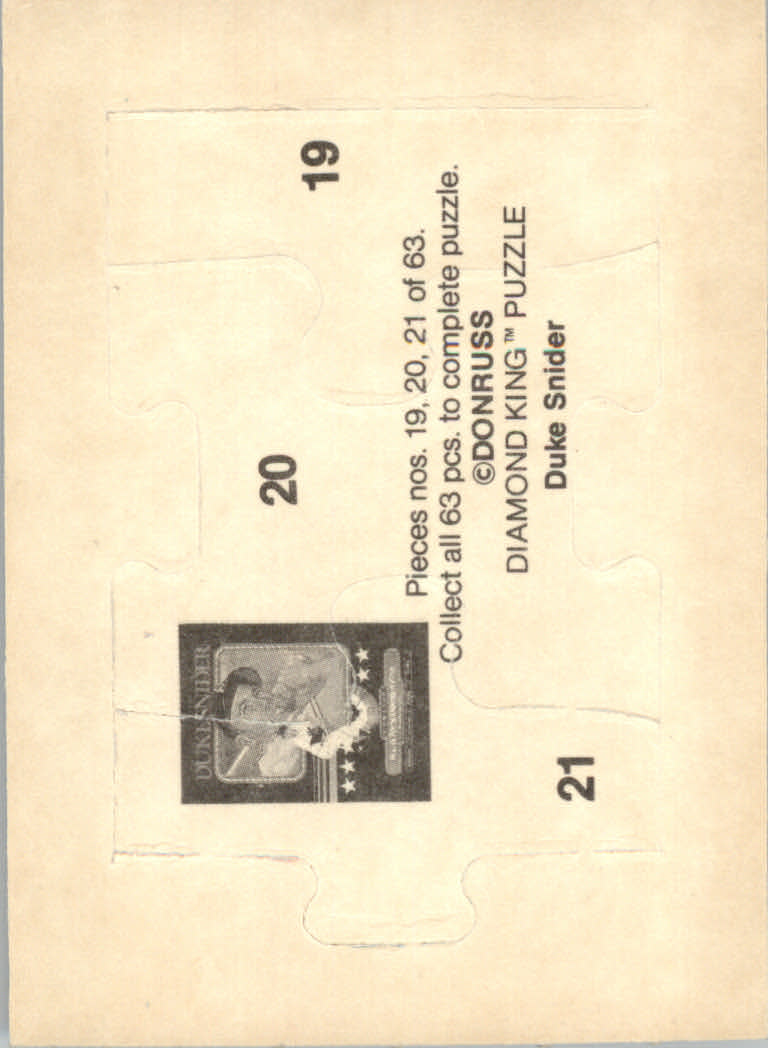 19
20
21
Pieces nos. 19, 20, 21 of 63.
Collect all 63 pcs. to complete puzzle.
©DONRUSS
DIAMOND KING™ PUZZLE
Duke Snider
DUKE SNIDER